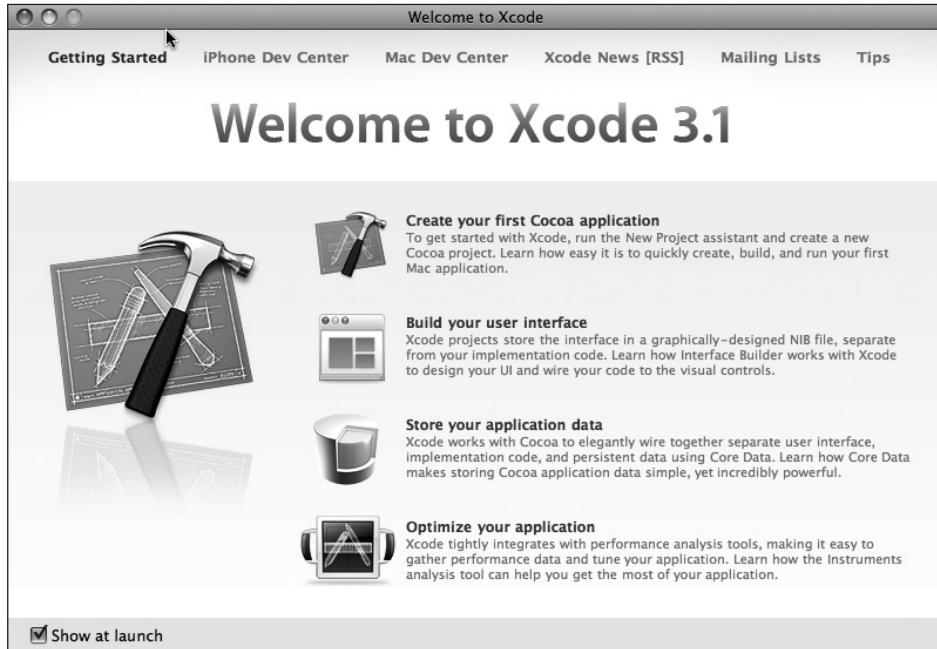 Welcome to Xcode
Getting Started iPhone Dev Center Mac Dev Center Xcode News [RSS] Mailing Lists Tips
Welcome to Xcode 3.1
Create your first Cocoa application
To get started with Xcode, run the New Project assistant and create a new
Cocoa project. Learn how easy it is to quickly create, build, and run your first
Mac application.
Build your user interface
Xcode projects store the interface in a graphically-designed NIB file, separate
from your implementation code. Learn how Interface Builder works with Xcode
to design your UI and wire your code to the visual controls.
Store your application data
Xcode works with Cocoa to elegantly wire together separate user interface,
implementation code, and persistent data using Core Data. Learn how Core Data
makes storing Cocoa application data simple, yet incredibly powerful.
Optimize your application
Xcode tightly integrates with performance analysis tools, making it easy to
gather performance data and tune your application. Learn how the Instruments
analysis tool can help you get the most of your application.
Show at launch